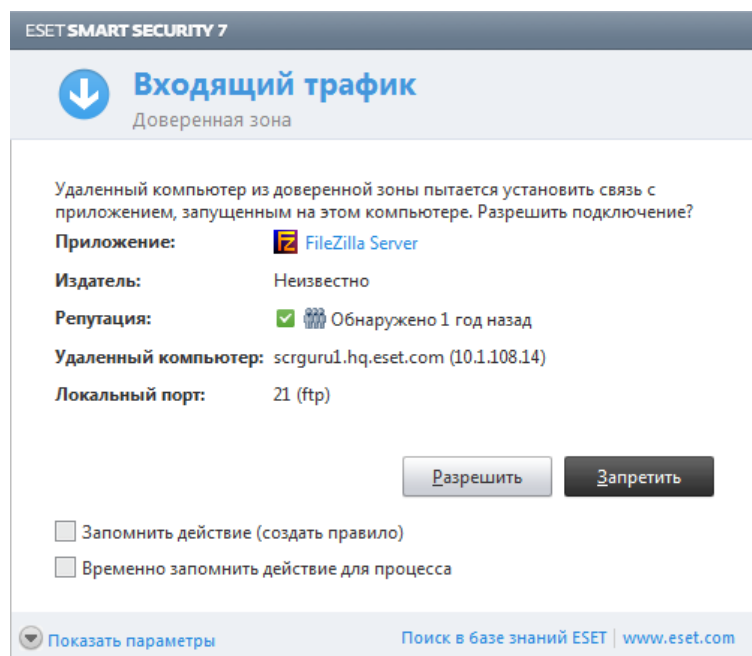 ESET SMART SECURITY 7
Входящий трафик
Доверенная зона
Удаленный компьютер из доверенной зоны пытается установить связь с
приложением, запущенным на этом компьютере. Разрешить подключение?
Приложение: FileZilla Server
Издатель: Неизвестно
Репутация: Обнаружено 1 год назад
Удаленный компьютер: scrguru1.hq.eset.com (10.1.108.14)
Локальный порт: 21 (ftp)
Разрешить Запретить
Запомнить действие (создать правило)
Временно запомнить действие для процесса
Показать параметры Поиск в базе знаний ESET | www.eset.com